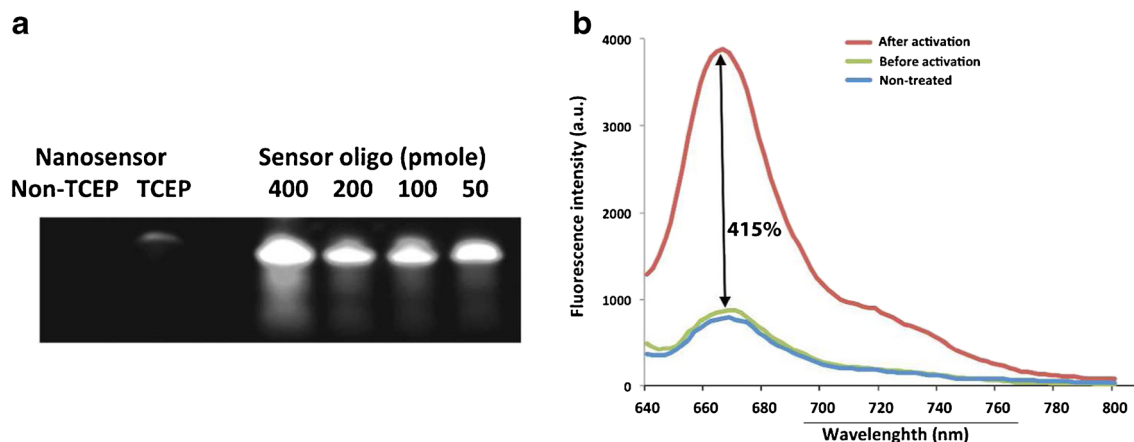 a
Nanosensor
Non-TCEP TCEP
Sensor oligo (pmole)
400 200 100 50
b
4000
3000
2000
1000
0
Fluorescence intensity (a.u.)
After activation
Before activation
Non-treated
415%
640 660 680 700 720 740 760 780 800
Wavelenghth (nm)